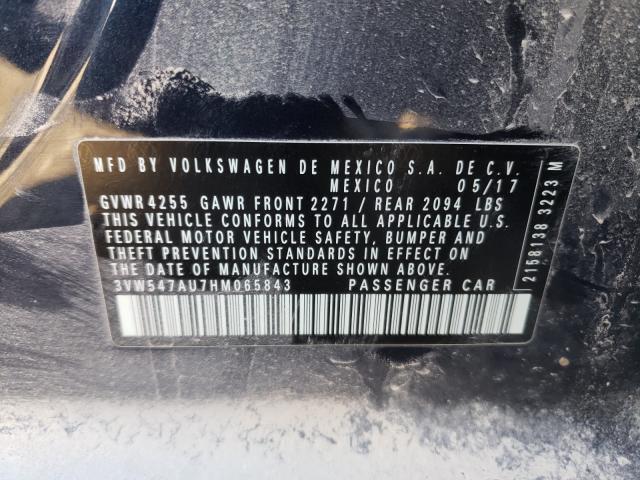 MFD BY VOLKSWAGEN DE MEXICO S.A. DE C.V.
MEXICO 05/17
GVWR 4255 GAWR FRONT 2271 / REAR 2094 LBS
THIS VEHICLE CONFORMS TO ALL APPLICABLE U.S.
FEDERAL MOTOR VEHICLE SAFETY, BUMPER AND
THEFT PREVENTION STANDARDS IN EFFECT ON
THE DATE OF MANUFACTURE SHOWN ABOVE.
3VW547AU7HM065843 PASSENGER CAR
2158138 3223 M